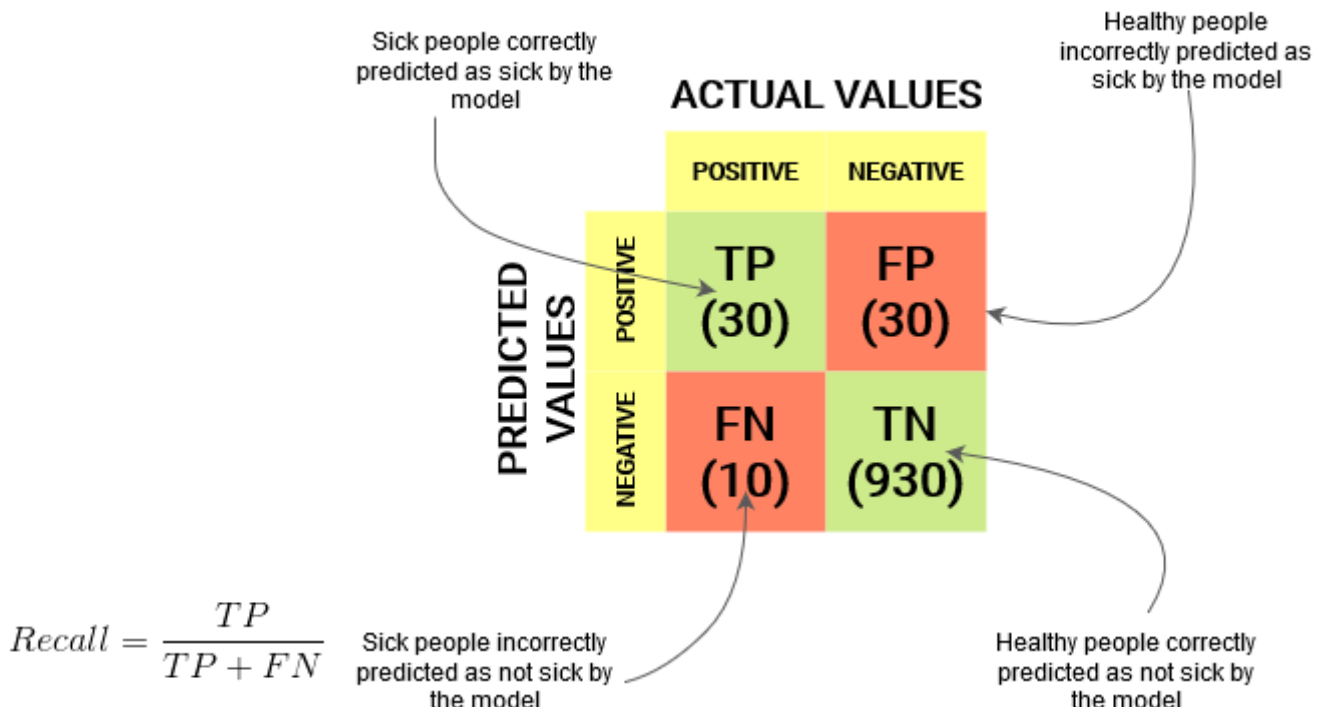 Sick people correctly
predicted as sick by the
model
Healthy people
incorrectly predicted as
sick by the model
ACTUAL VALUES
POSITIVE NEGATIVE
PREDICTED
VALUES
POSITIVE
TP
(30)
FP
(30)
NEGATIVE
FN
(10)
TN
(930)
Recall = TP / TP + FN
Sick people incorrectly
predicted as not sick by
the model
Healthy people correctly
predicted as not sick by
the model